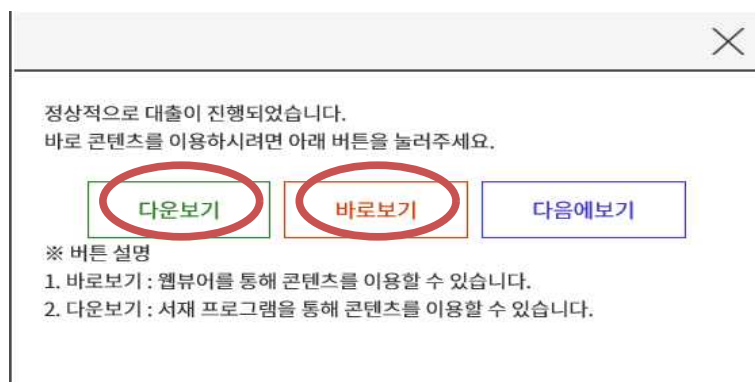 정상적으로 대출이 진행되었습니다.
바로 콘텐츠를 이용하시려면 아래 버튼을 눌러주세요.
다운보기 바로보기 다음에보기
※ 버튼 설명
1. 바로보기 : 웹뷰어를 통해 콘텐츠를 이용할 수 있습니다.
2. 다운보기 : 서재 프로그램을 통해 콘텐츠를 이용할 수 있습니다.